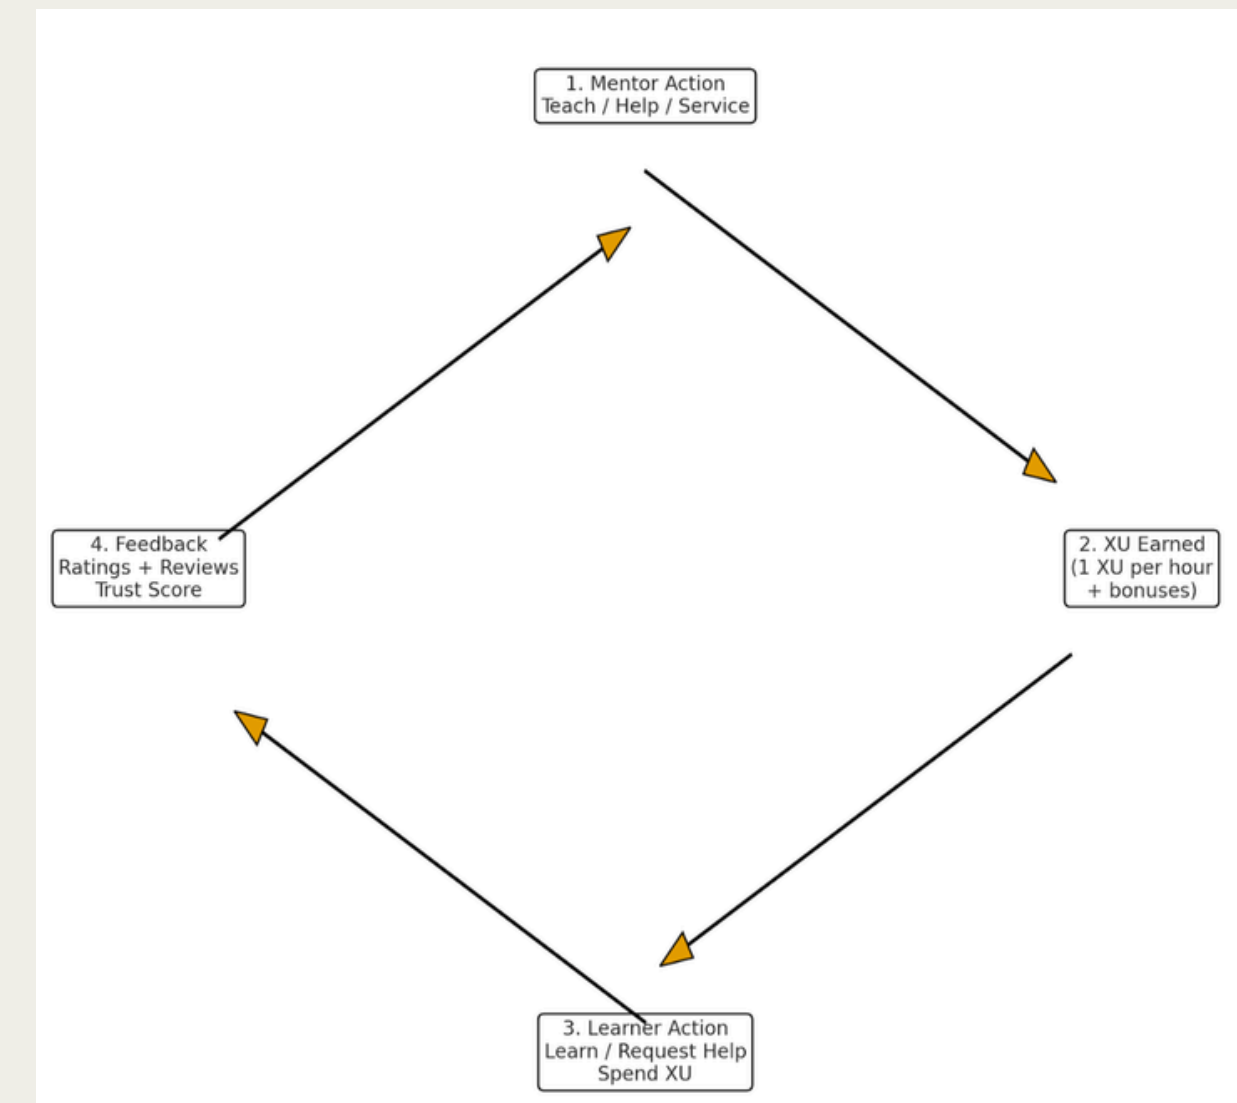 1. Mentor Action
Teach / Help / Service
2. XU Earned
(1 XU per hour
+ bonuses)
3. Learner Action
Learn / Request Help
Spend XU
4. Feedback
Ratings + Reviews
Trust Score